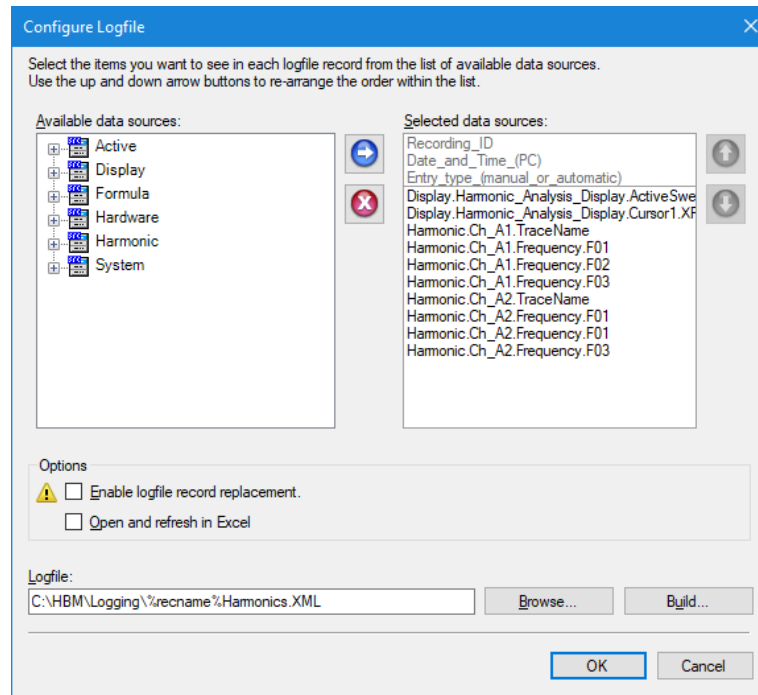 Configure Logfile
Select the items you want to see in each logfile record from the list of available data sources.
Use the up and down arrow buttons to re-arrange the order within the list.
Available data sources:
Active
Display
Formula
Hardware
Harmonic
System
Selected data sources:
Recording_ID
Date_and_Time_(PC)
Entry_type_(manual_or_automatic)
Display.Harmonic_Analysis_Display.ActiveSwe
Display.Harmonic_Analysis_Display.Cursor1.XF
Harmonic.Ch_A1.TraceName
Harmonic.Ch_A1.Frequency.F01
Harmonic.Ch_A1.Frequency.F02
Harmonic.Ch_A1.Frequency.F03
Harmonic.Ch_A2.TraceName
Harmonic.Ch_A2.Frequency.F01
Harmonic.Ch_A2.Frequency.F01
Harmonic.Ch_A2.Frequency.F03
Options
Enable logfile record replacement.
Open and refresh in Excel
Logfile:
C:\HBM\Logging\%recname%Harmonics.XML
Browse...
Build...
OK
Cancel